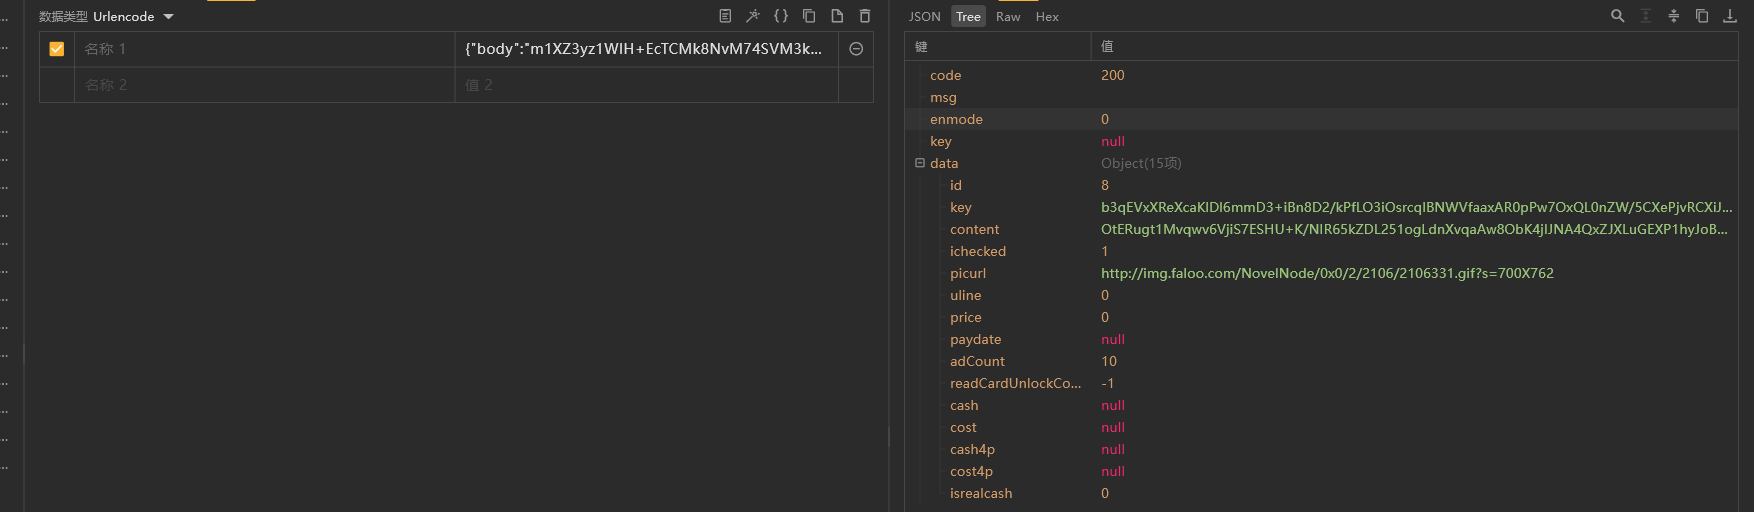 数据类型 Urlencode
名称 1 {"body":"m1XZ3yz1WIH+EcTCMk8NvM74SVM3k...
名称 2 值 2
JSON Tree Raw Hex
键 值
code 200
msg
enmode 0
key null
data Object(15项)
id 8
key b3qEVxXReXcaKIDl6mmD3+iBn8D2/kPfLO3iOsrcqIBNWVfaaxAR0pPw7OxQL0nZW/5CXePjvRCXiJ...
content OtERugt1Mvqwv6VjiS7ESHU+K/NIR65kZDL251ogLdnXvqaAw8ObK4jIJNA4QxZJXLuGEXP1hyJoB...
ichecked 1
picurl http://img.faloo.com/NovelNode/0x0/2/2106/2106331.gif?s=700X762
uline 0
price 0
paydate null
adCount 10
readCardUnlockCo... -1
cash null
cost null
cash4p null
cost4p null
isrealcash 0